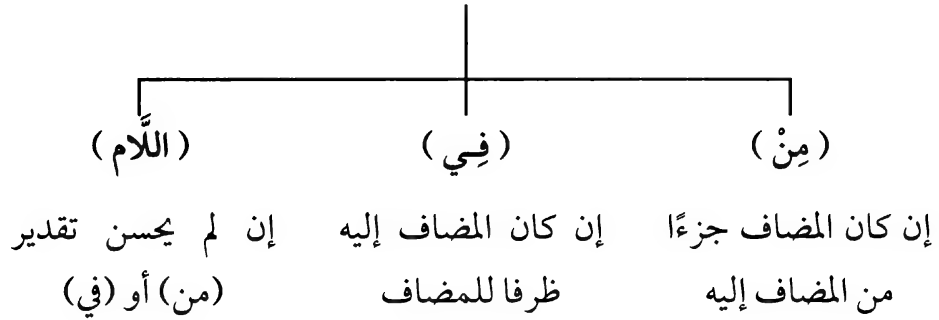 (مِنْ)
(فِي)
(اللَّام)
إن كان المضاف جزءًا
من المضاف إليه
إن كان المضاف إليه
ظرفا للمضاف
إن لم يحسن تقدير
(من) أو (في)